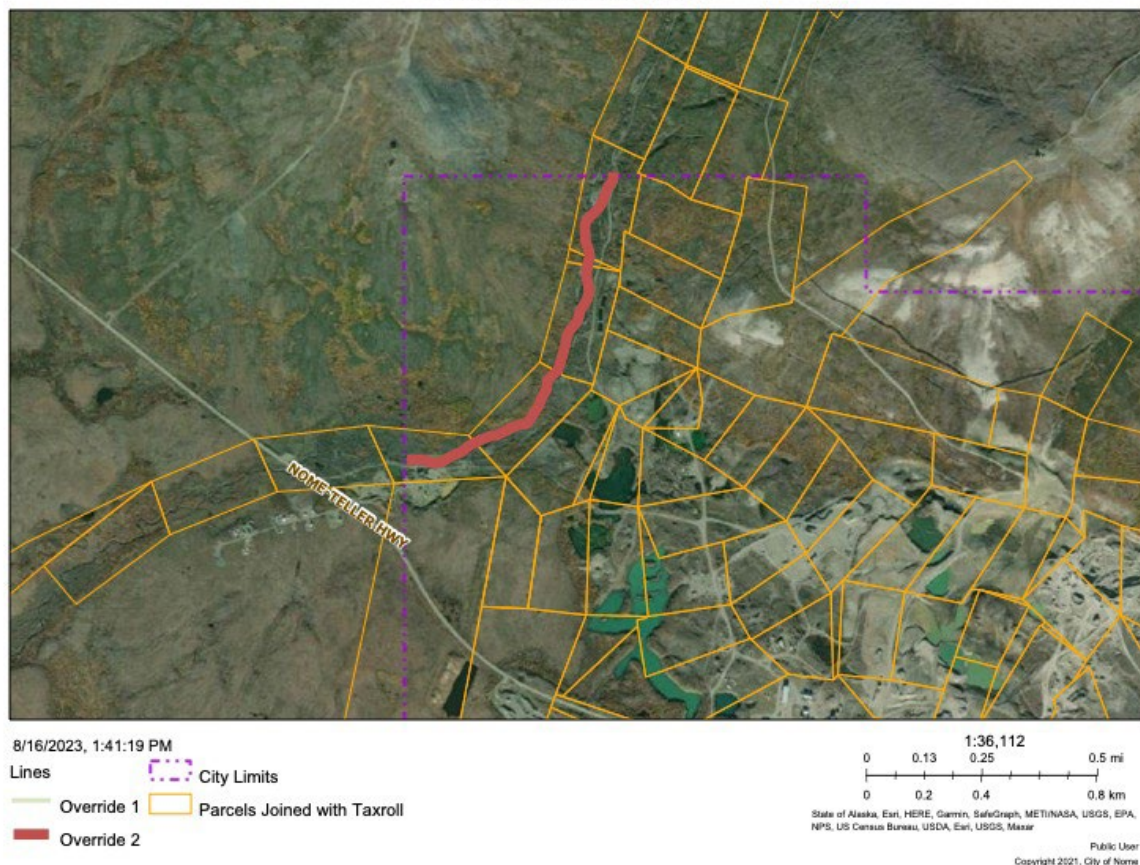 NOME-TELLER HWY
8/16/2023, 1:41:19 PM
Lines
Override 1
Override 2
City Limits
Parcels Joined with Taxroll
1:36,112
0 0.13 0.25 0.5 mi
0 0.2 0.4 0.8 km
State of Alaska, Esri, HERE, Garmin, SafeGraph, METI/NASA, USGS, EPA,
NPS, US Census Bureau, USDA, Esri, USGS, Maxar
Public User
Copyright 2021, City of Nome